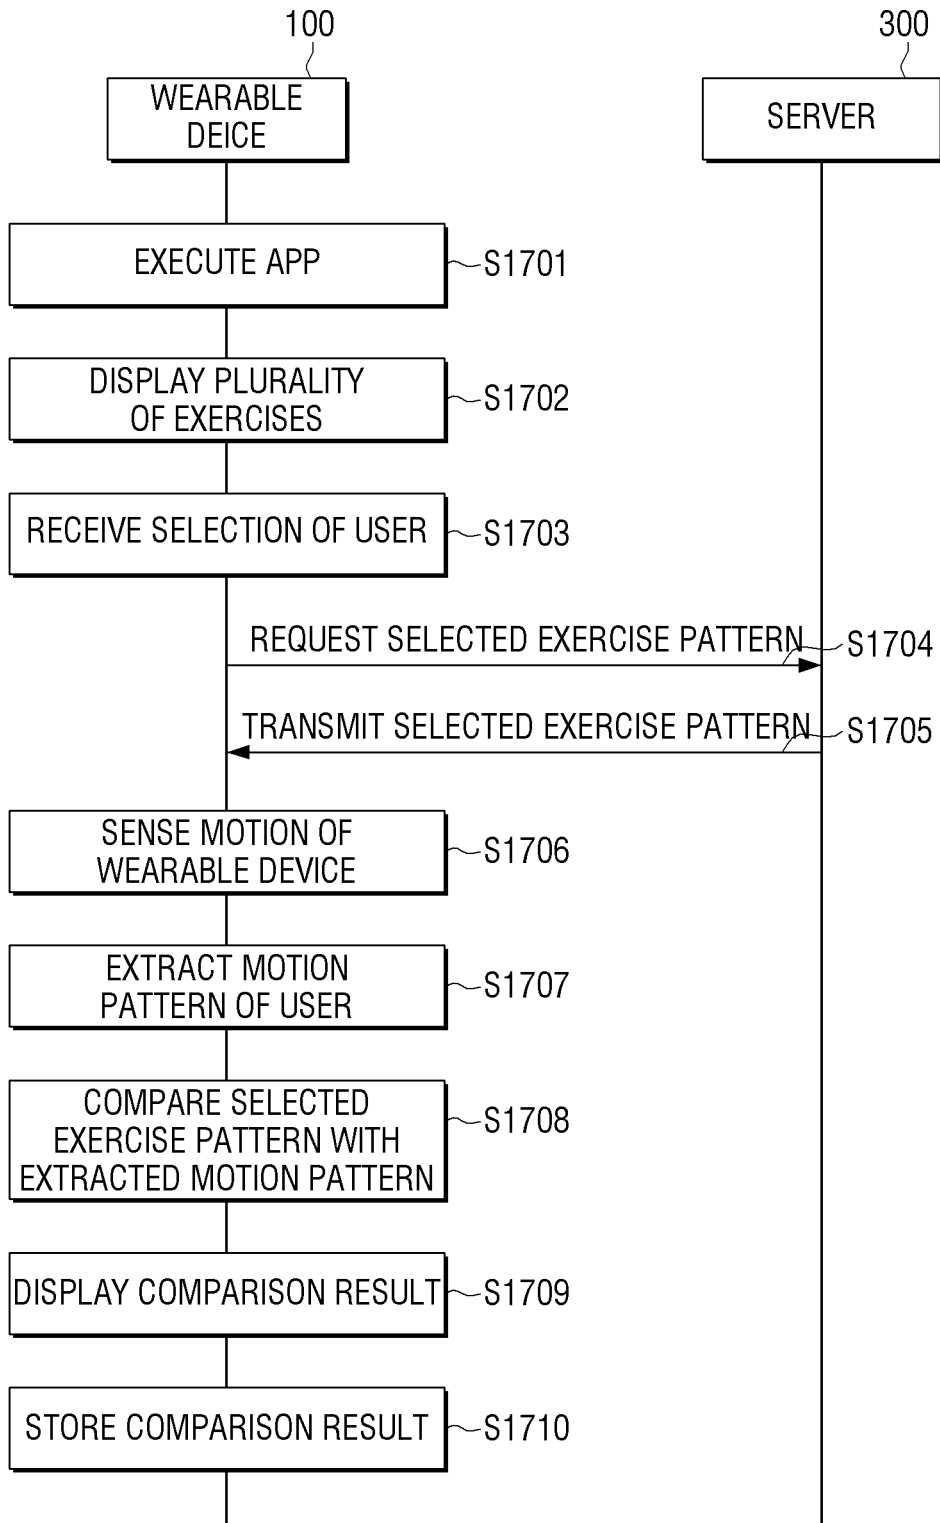 100
300
WEARABLE
DEICE
SERVER
EXECUTE APP
S1701
DISPLAY PLURALITY
OF EXERCISES
S1702
RECEIVE SELECTION OF USER
S1703
REQUEST SELECTED EXERCISE PATTERN
S1704
TRANSMIT SELECTED EXERCISE PATTERN
S1705
SENSE MOTION OF
WEARABLE DEVICE
S1706
EXTRACT MOTION
PATTERN OF USER
S1707
COMPARE SELECTED
EXERCISE PATTERN WITH
EXTRACTED MOTION PATTERN
S1708
DISPLAY COMPARISON RESULT
S1709
STORE COMPARISON RESULT
S1710